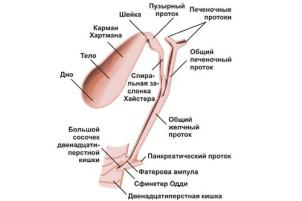 Пузырный
проток
Печеночные
протоки
Шейка
Карман
Хартмана
Тело
Дно
Общий
печеночный
проток
Спираль-
ная за-
слонка
Хайстера
Общий
желчный
проток
Большой
сосочек
двенадцати-
перстной
кишки
Панкреатический проток
Фатерова ампула
Сфинктер Одди
Двенадцатиперстная кишка